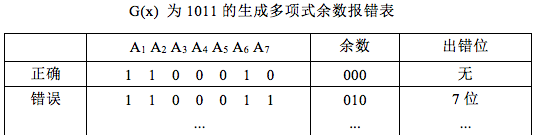 G(x) 为 1011 的生成多项式余数报错表
A1 A2 A3 A4 A5 A6 A7 余数 出错位
正确 1 1 0 0 0 1 0 000 无
错误 1 1 0 0 0 1 1 010 7 位
... ... ...